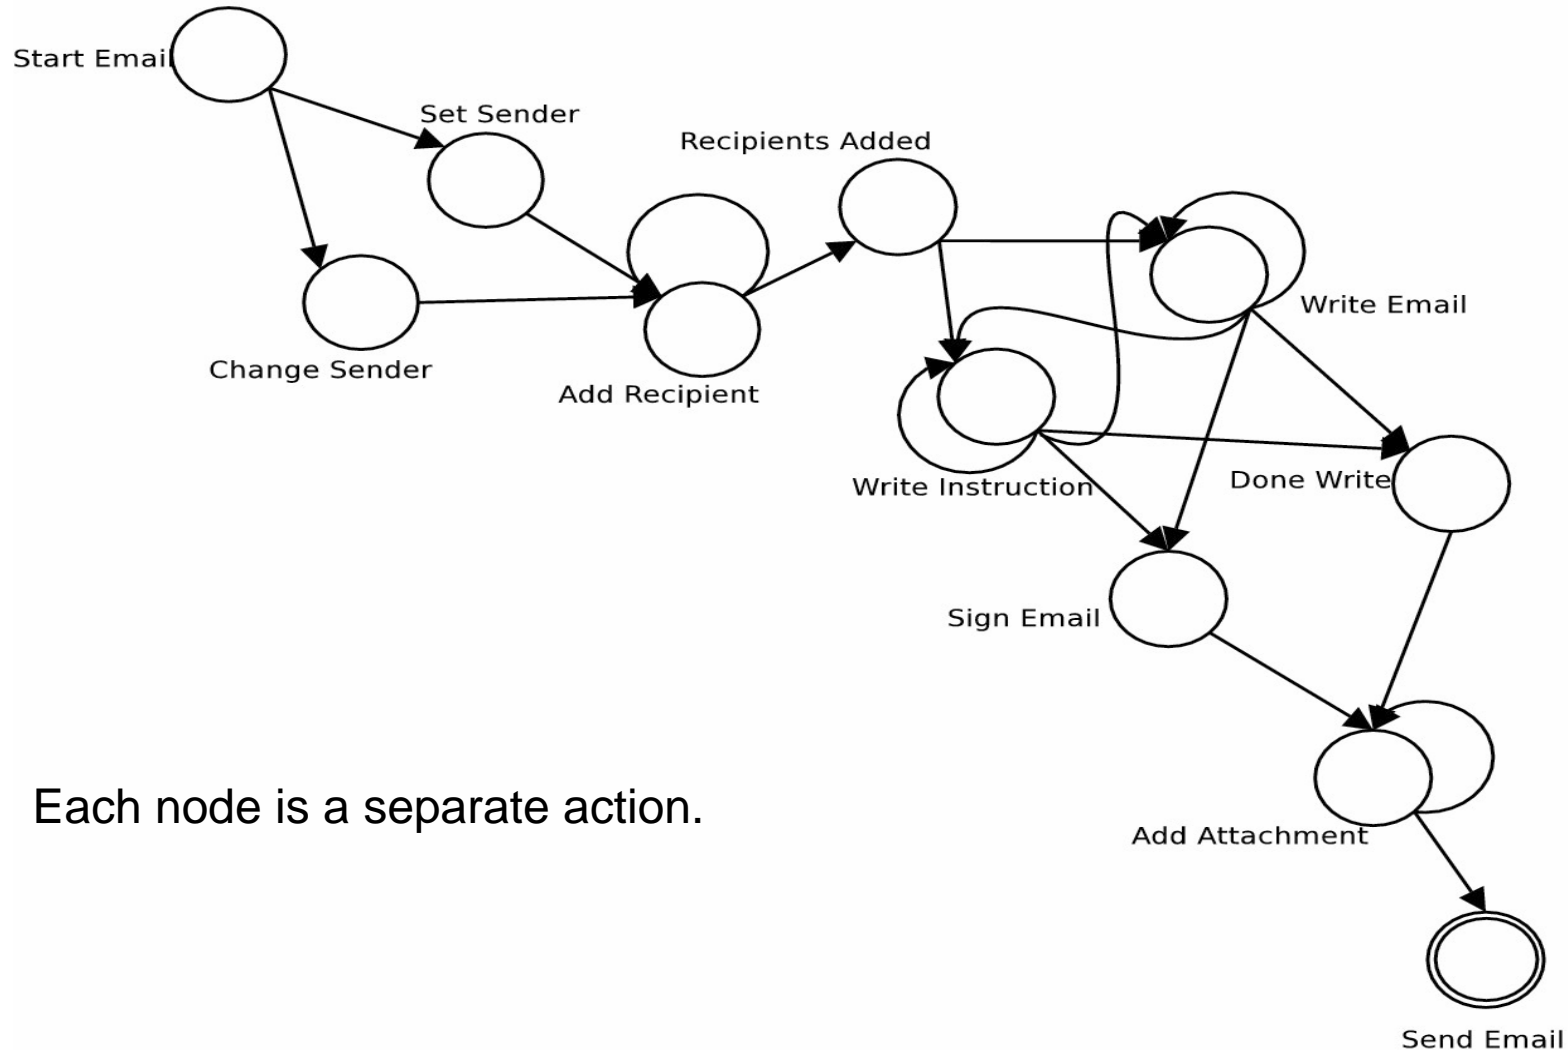 Start Email
Set Sender
Recipients Added
Write Email
Change Sender
Add Recipient
Write Instruction
Done Write
Sign Email
Each node is a separate action.
Add Attachment
Send Email